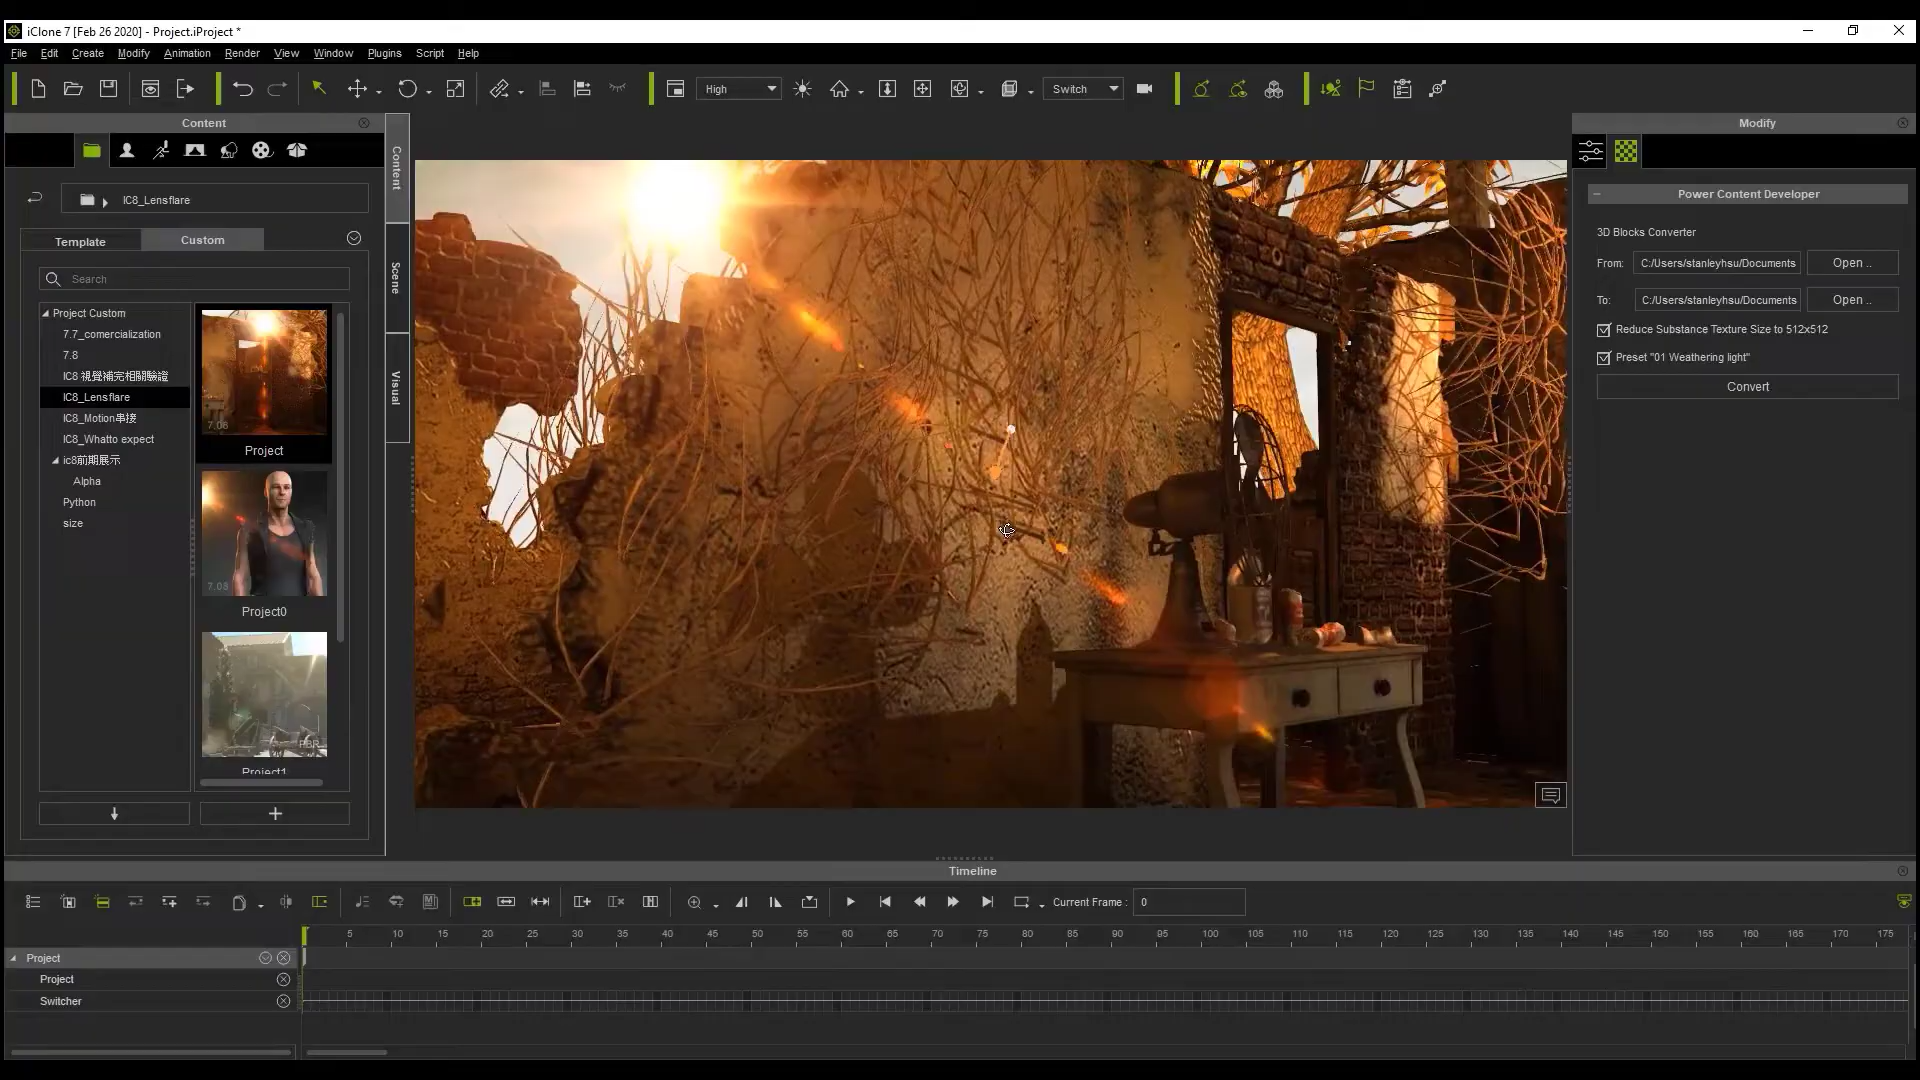 iClone 7 [Feb 26 2020] - Project.iProject *
File Edit Create Modify Animation Render View Window Plugins Script Help
High
Switch
Content
Content
Scene
Visual
IC8_Lensflare
Template
Custom
Search
Project Custom
7.7_comercialization
7.8
IC8 視覺補完相關驗證
IC8_Lensflare
IC8_Motion串接
IC8_Whatto expect
ic8前期展示
Alpha
Python
size
7.06
Project
7.03
Project0
PBR
Project1
Modify
Power Content Developer
3D Blocks Converter
From: C:/Users/stanleyhsu/Documents Open ..
To: C:/Users/stanleyhsu/Documents Open ..
Reduce Substance Texture Size to 512x512
Preset "01 Weathering light"
Convert
Timeline
Current Frame : 0
5 10 15 20 25 30 35 40 45 50 55 60 65 70 75 80 85 90 95 100 105 110 115 120 125 130 135 140 145 150 155 160 165 170 175
Project
Project
Switcher